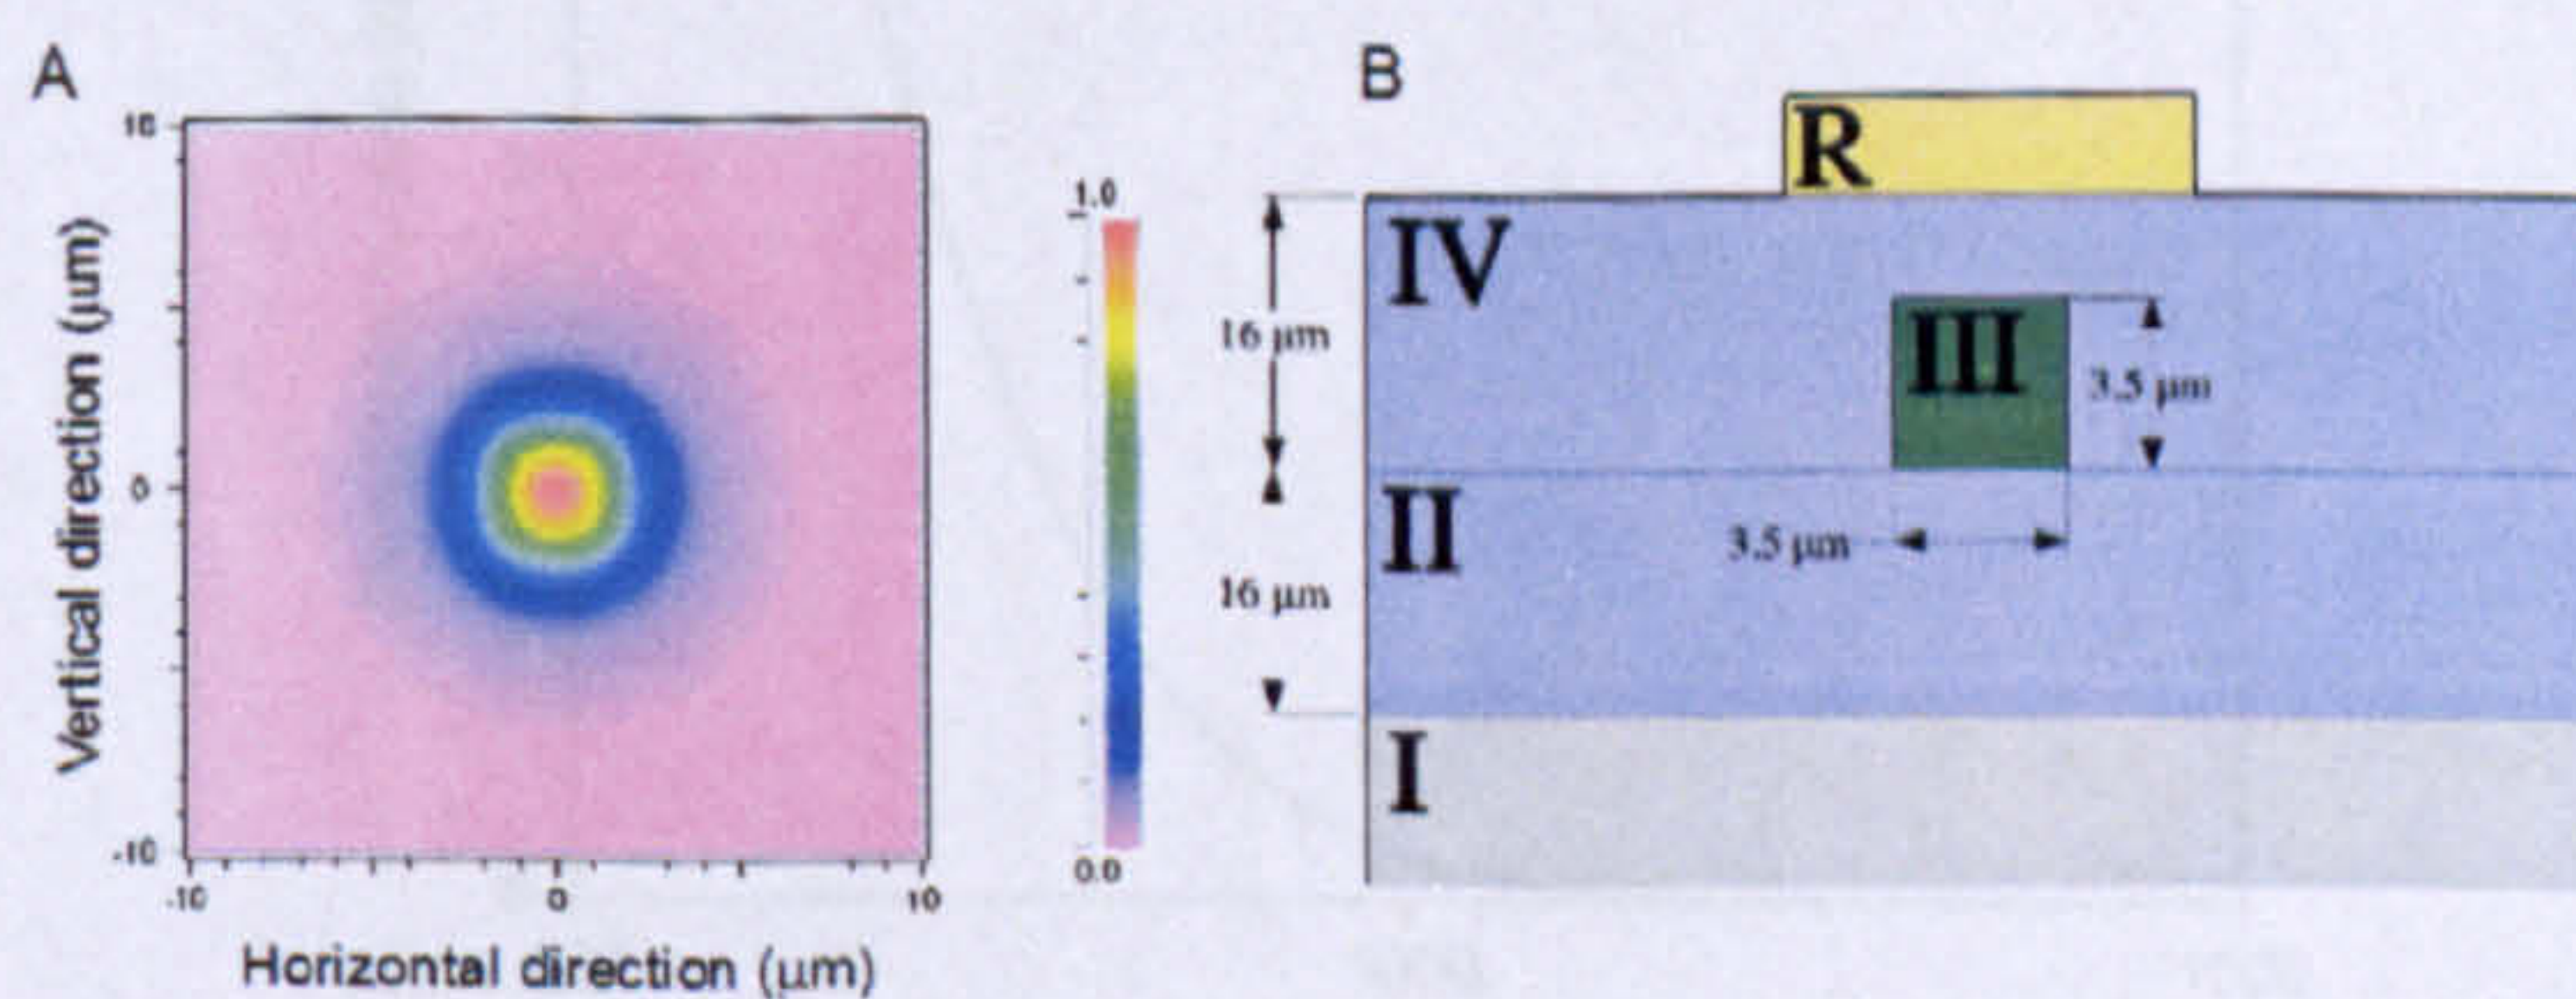 A
10
0
-10
-10 0 10
Vertical direction (µm)
Horizontal direction (µm)
1.0
0.0
B
R
IV
III
II
I
16 µm
16 µm
3.5 µm
3.5 µm